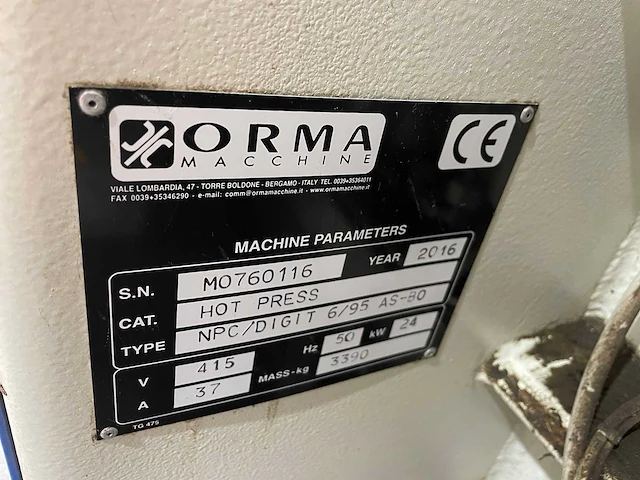 ORMA
MACCHINE
CE
VIALE LOMBARDIA, 47 - TORRE BOLDONE - BERGAMO - ITALY TEL. 0039+35364011
FAX 0039+35346290 - e-mail: comm@ormamacchine.it - www.ormamacchine.it
MACHINE PARAMETERS
S.N. MO760116 YEAR 2016
CAT. HOT PRESS
TYPE NPC/DIGIT 6/95 AS-80
V 415 Hz 50 kW 24
A 37 MASS-kg 3390
TG 475